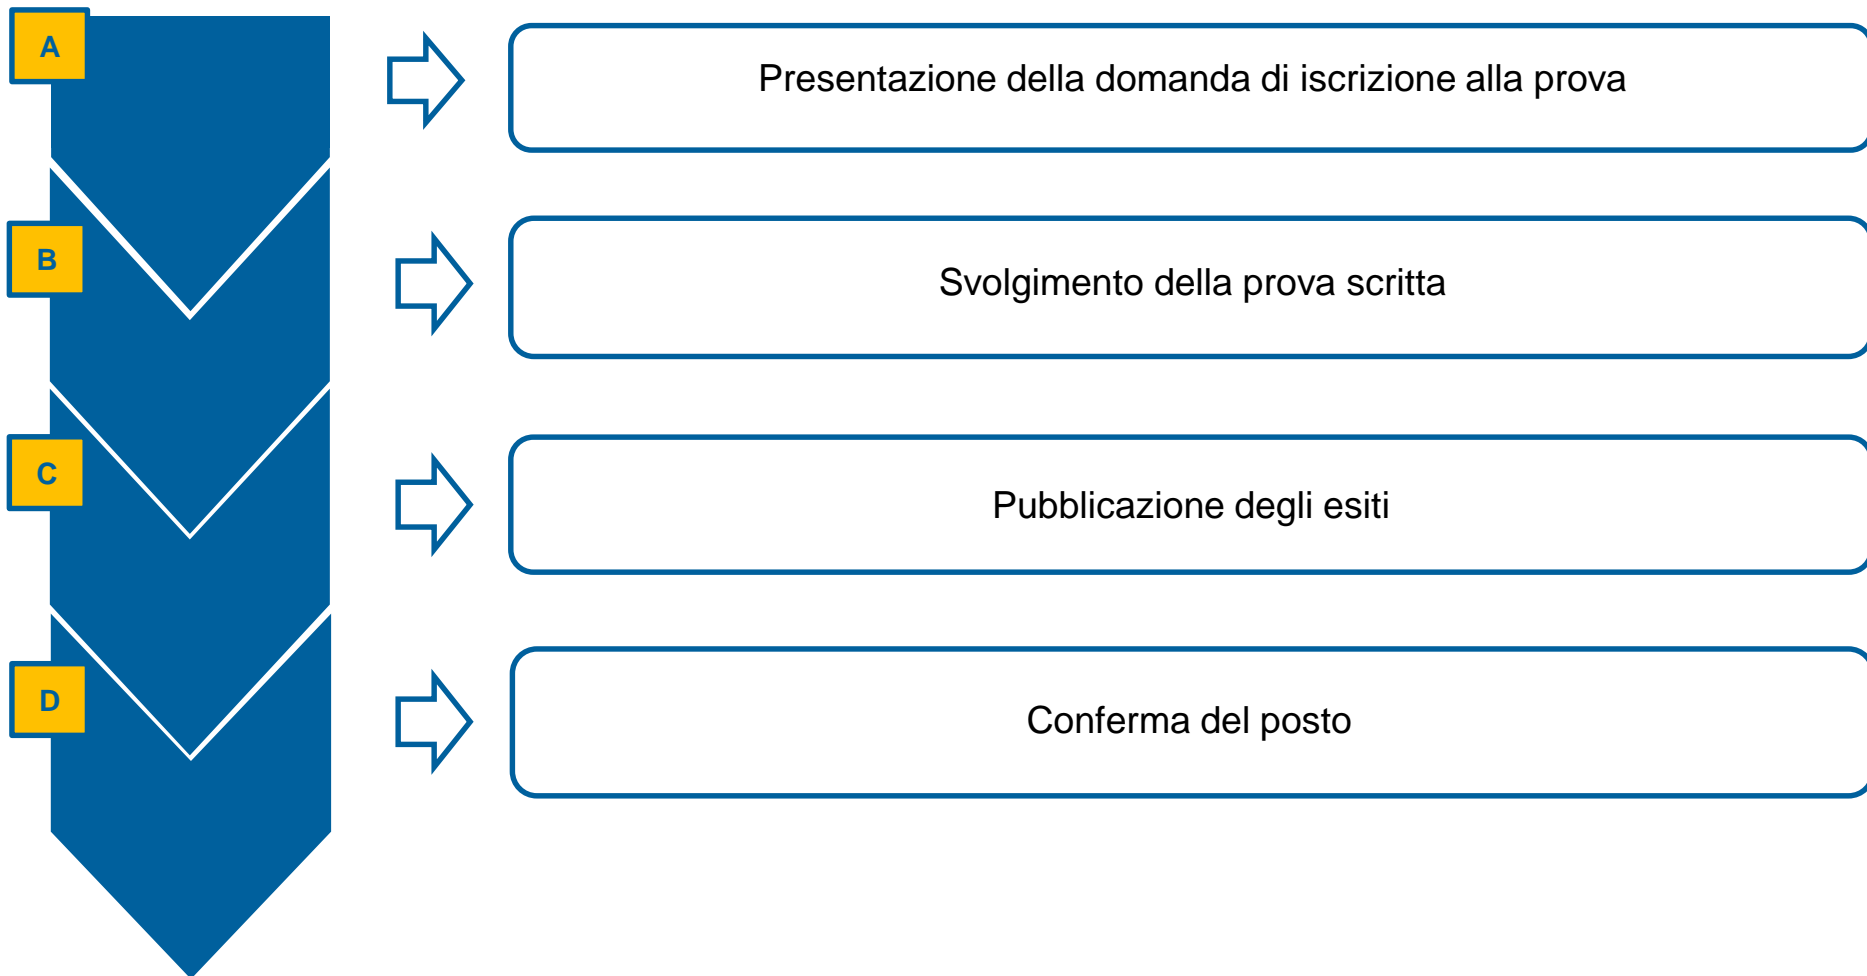 A
Presentazione della domanda di iscrizione alla prova
B
Svolgimento della prova scritta
C
Pubblicazione degli esiti
D
Conferma del posto